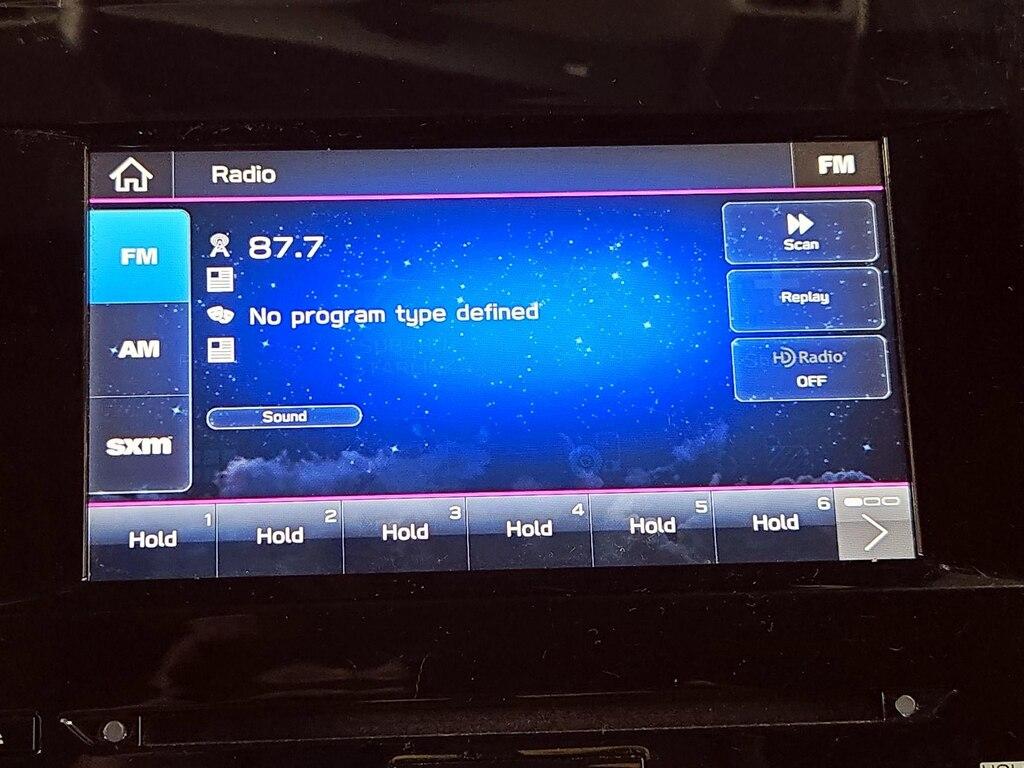 Radio
FM
FM
AM
sxm
87.7
No program type defined
Sound
Scan
Replay
HD Radio
OFF
1
Hold
2
Hold
3
Hold
4
Hold
5
Hold
6
Hold